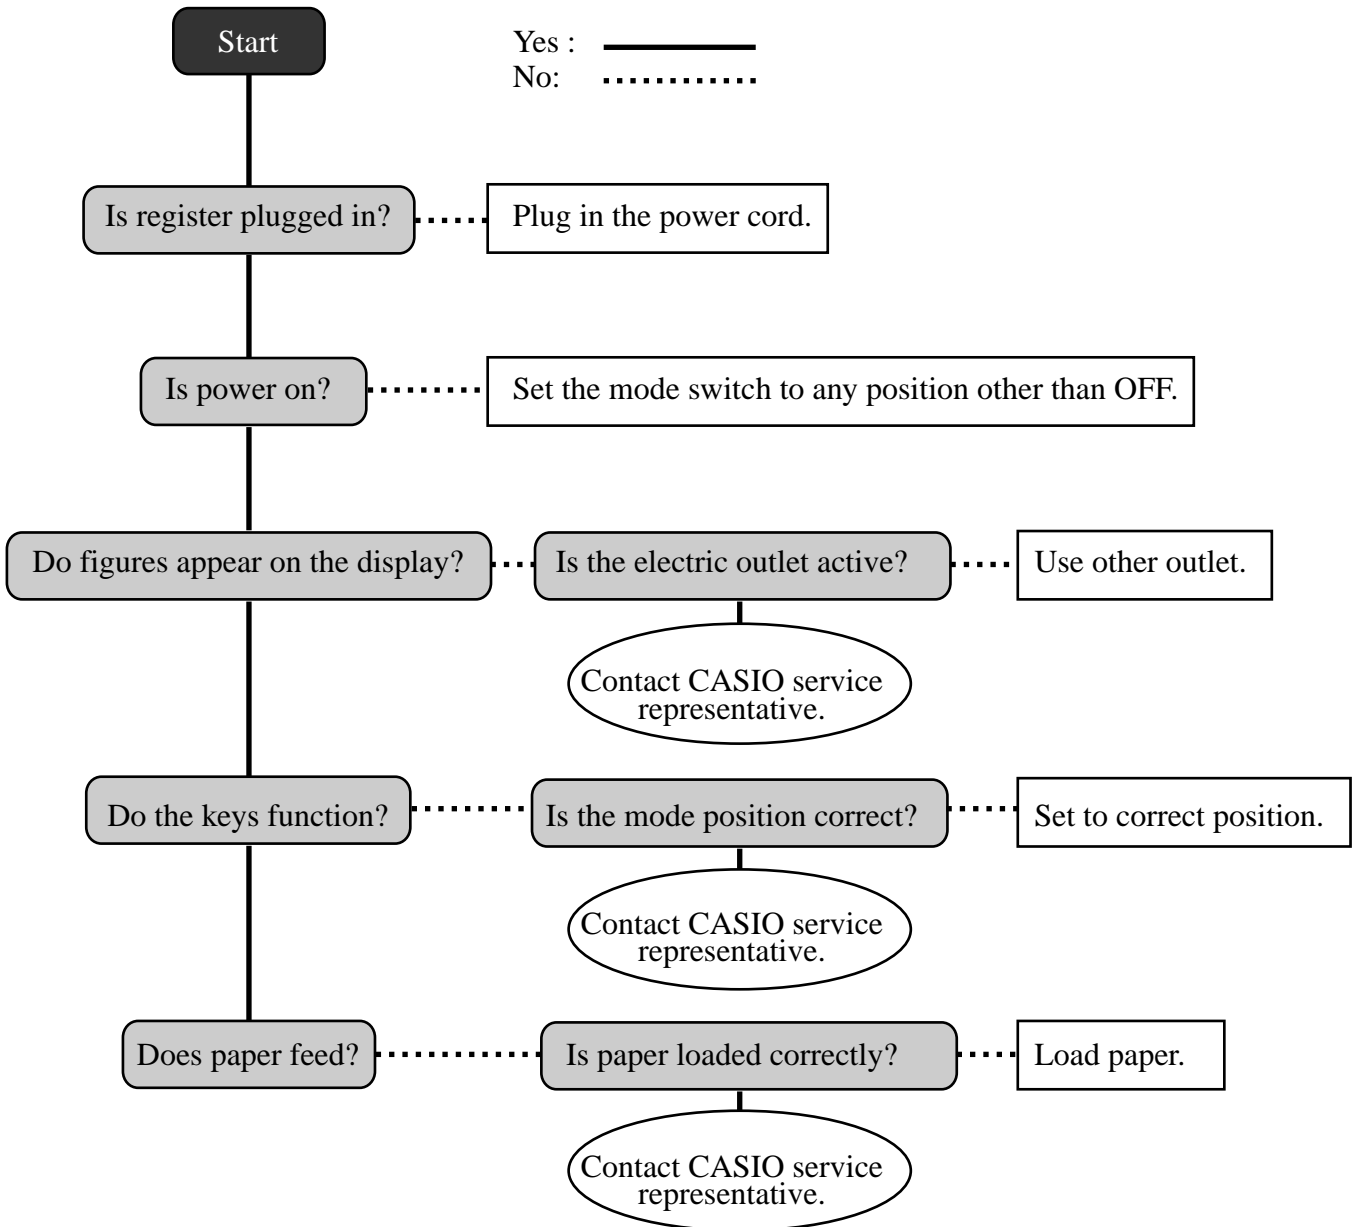 Start
Yes :
No:
Is register plugged in?
Plug in the power cord.
Is power on?
Set the mode switch to any position other than OFF.
Do figures appear on the display?
Is the electric outlet active?
Use other outlet.
Contact CASIO service
representative.
Do the keys function?
Is the mode position correct?
Set to correct position.
Contact CASIO service
representative.
Does paper feed?
Is paper loaded correctly?
Load paper.
Contact CASIO service
representative.